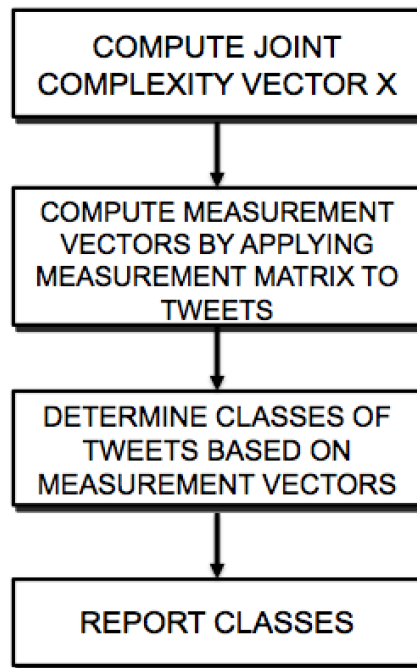 COMPUTE JOINT
COMPLEXITY VECTOR X
COMPUTE MEASUREMENT
VECTORS BY APPLYING
MEASUREMENT MATRIX TO
TWEETS
DETERMINE CLASSES OF
TWEETS BASED ON
MEASUREMENT VECTORS
REPORT CLASSES